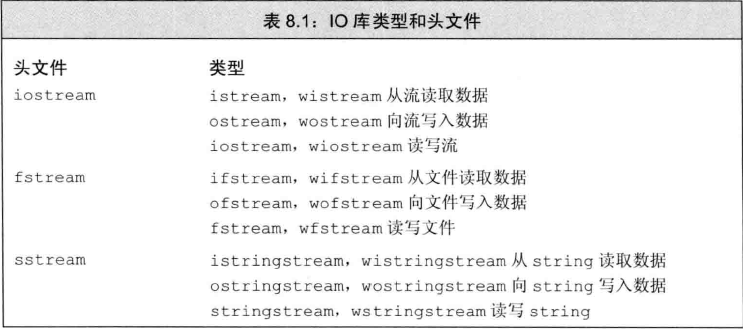 表 8.1：IO 库类型和头文件
头文件 类型
iostream istream，wistream 从流读取数据
ostream，wostream 向流写入数据
iostream，wiostream 读写流
fstream ifstream，wifstream 从文件读取数据
ofstream，wofstream 向文件写入数据
fstream，wfstream 读写文件
sstream istringstream，wistringstream 从 string 读取数据
ostringstream，wostringstream 向 string 写入数据
stringstream，wstringstream 读写 string